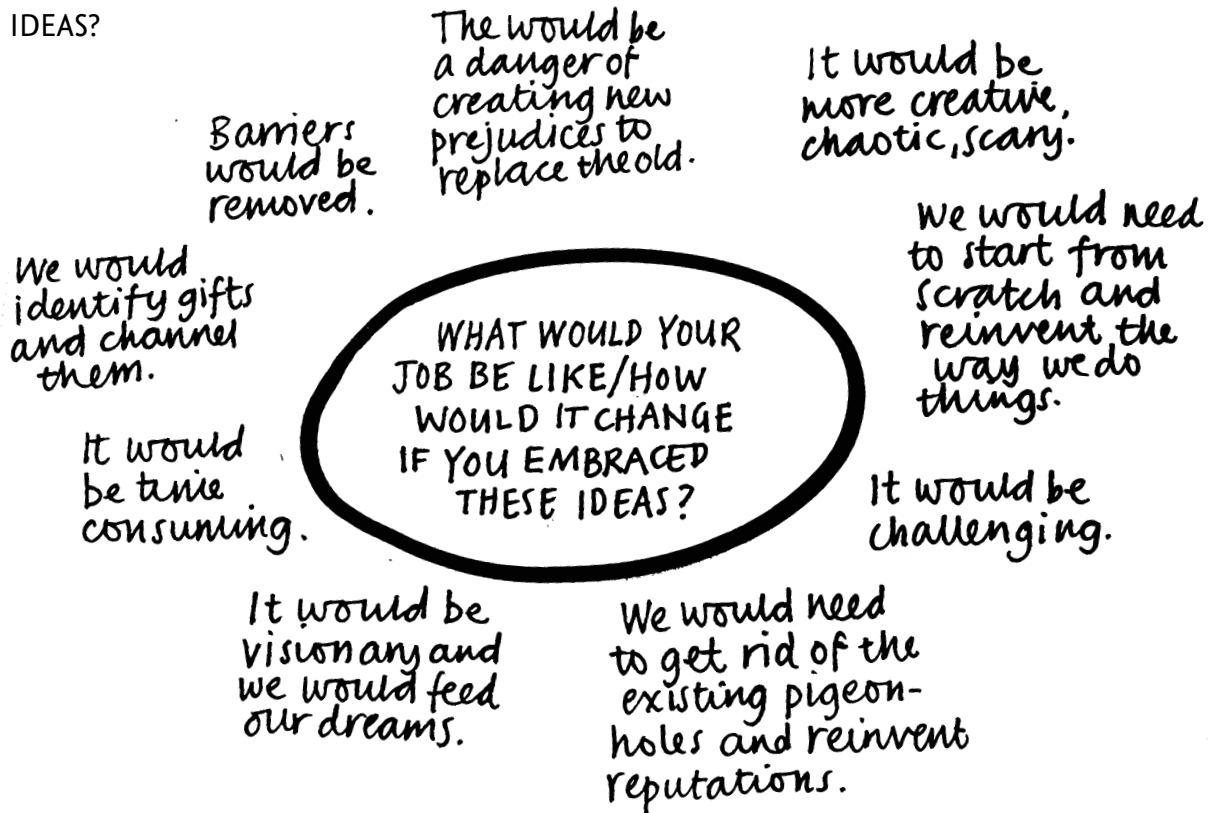 IDEAS?
The would be
a danger of
creating new
prejudices to
replace the old.
It would be
more creative,
chaotic, scary.
Barriers
would be
removed.
We would need
to start from
scratch and
reinvent the
way we do
things.
We would
identify gifts
and channel
them.
WHAT WOULD YOUR
JOB BE LIKE/HOW
WOULD IT CHANGE
IF YOU EMBRACED
THESE IDEAS?
It would
be time
consuming.
It would be
challenging.
It would be
visionary and
we would feed
our dreams.
We would need
to get rid of the
existing pigeon-
holes and reinvent
reputations.